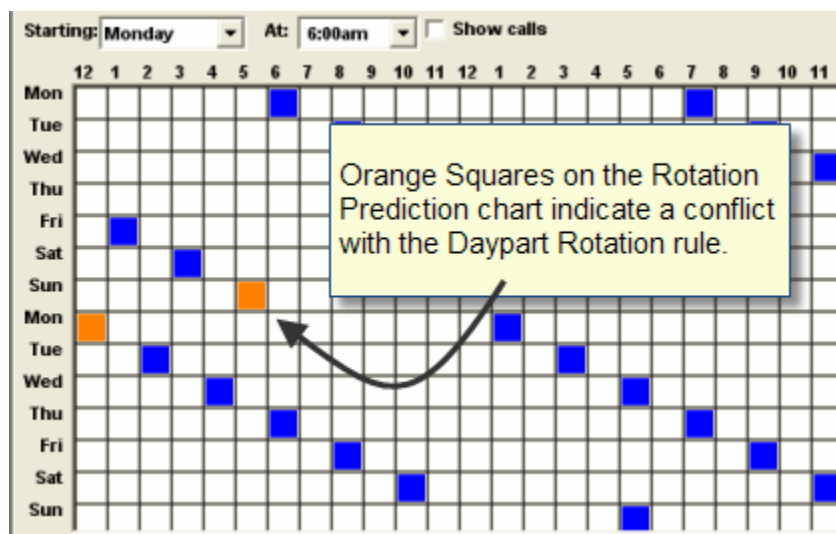 Starting: Monday At: 6:00am Show calls
12 1 2 3 4 5 6 7 8 9 10 11 12 1 2 3 4 5 6 7 8 9 10 11
Mon
Tue
Wed
Thu
Fri
Sat
Sun
Mon
Tue
Wed
Thu
Fri
Sat
Sun
Orange Squares on the Rotation
Prediction chart indicate a conflict
with the Daypart Rotation rule.